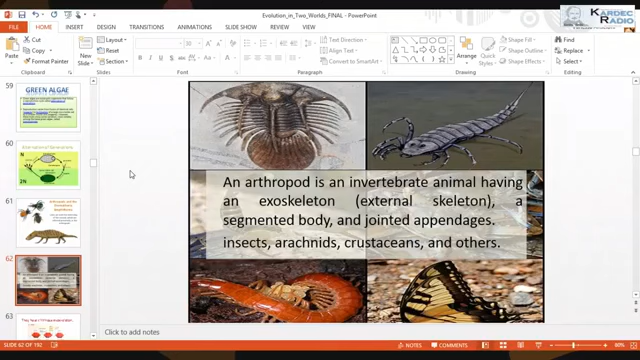 Evolution_in_Two_Worlds_FINAL - PowerPoint
KARDEC
RADIO
FILE HOME INSERT DESIGN TRANSITIONS ANIMATIONS SLIDE SHOW REVIEW VIEW
Paste
Cut
Copy
Format Painter
Clipboard
New
Slide
Layout
Reset
Section
Slides
Font
Text Direction
Align Text
Convert to SmartArt
Paragraph
Arrange
Quick
Styles
Shape Fill
Shape Outline
Shape Effects
Drawing
Find
Replace
Select
Editing
59
GREEN ALGAE
60
61
62
63
An arthropod is an invertebrate animal having
an exoskeleton (external skeleton), a
segmented body, and jointed appendages.
insects, arachnids, crustaceans, and others.
Click to add notes
SLIDE 62 OF 192
NOTES
COMMENTS
80%